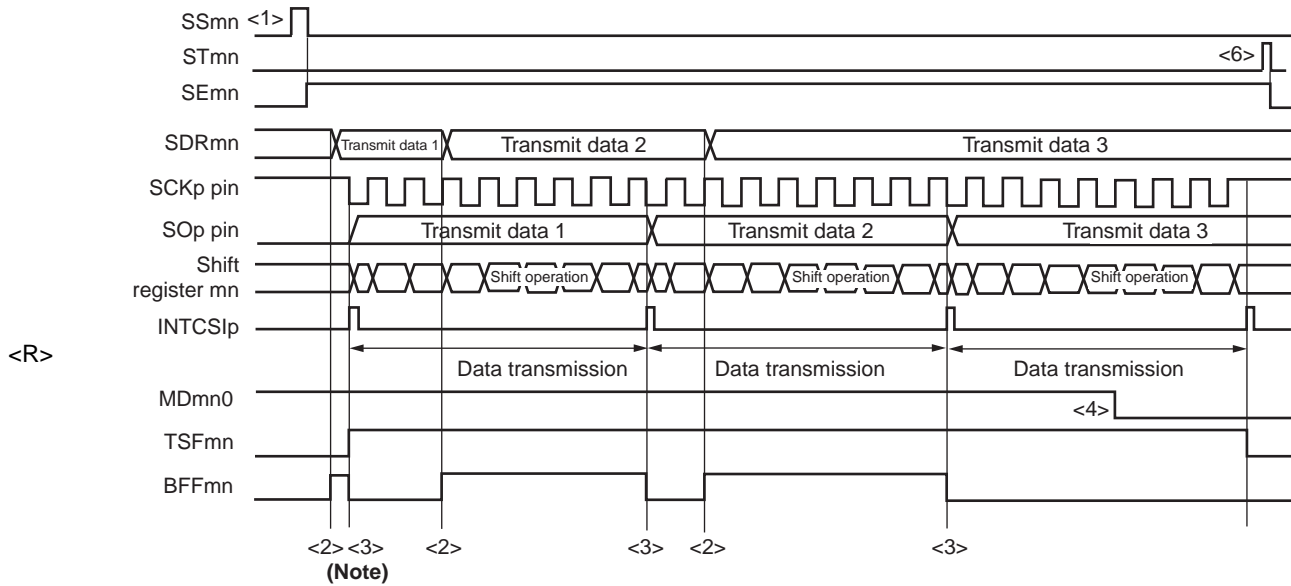 SSmn <1>
STmn <6>
SEmn
SDRmn Transmit data 1 Transmit data 2 Transmit data 3
SCKp pin
SOp pin Transmit data 1 Transmit data 2 Transmit data 3
Shift
register mn Shift operation Shift operation Shift operation
INTCSIp
<R>
Data transmission Data transmission Data transmission
MDmn0 <4>
TSFmn
BFFmn
<2> <3> <2> <3> <2> <3>
(Note)